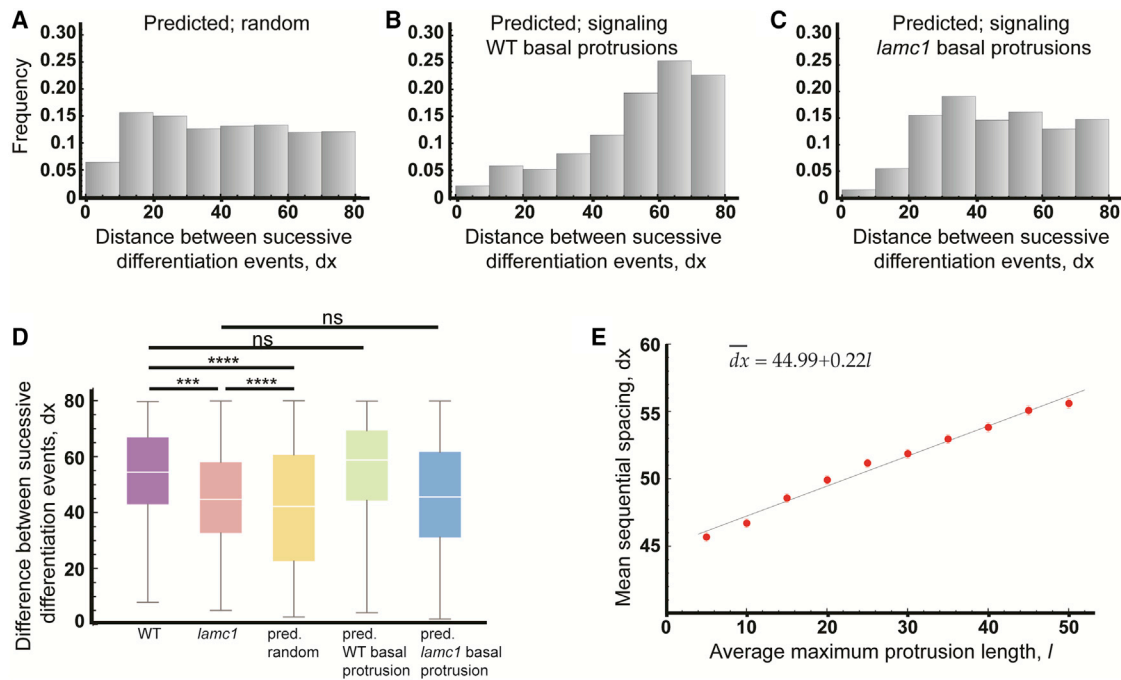 A
Predicted; random
0.30
0.25
0.20
0.15
0.1
0.05
0
Frequency
0 20 40 60 80
Distance between sucessive
differentiation events, dx
B
Predicted; signaling
WT basal protrusions
0.30
0.25
0.20
0.15
0.1
0.05
0
0 20 40 60 80
Distance between sucessive
differentiation events, dx
C
Predicted; signaling
lamc1 basal protrusions
0.30
0.25
0.20
0.15
0.1
0.05
0
0 20 40 60 80
Distance between sucessive
differentiation events, dx
D
ns
ns
****
*** ****
Difference between sucessive
differentiation events, dx
80
60
40
20
0
WT lamc1 pred. pred. pred.
random WT basal lamc1 basal
protrusion protrusion
E
dx = 44.99+0.22l
Mean sequential spacing, dx
60
55
50
45
0 10 20 30 40 50
Average maximum protrusion length, l